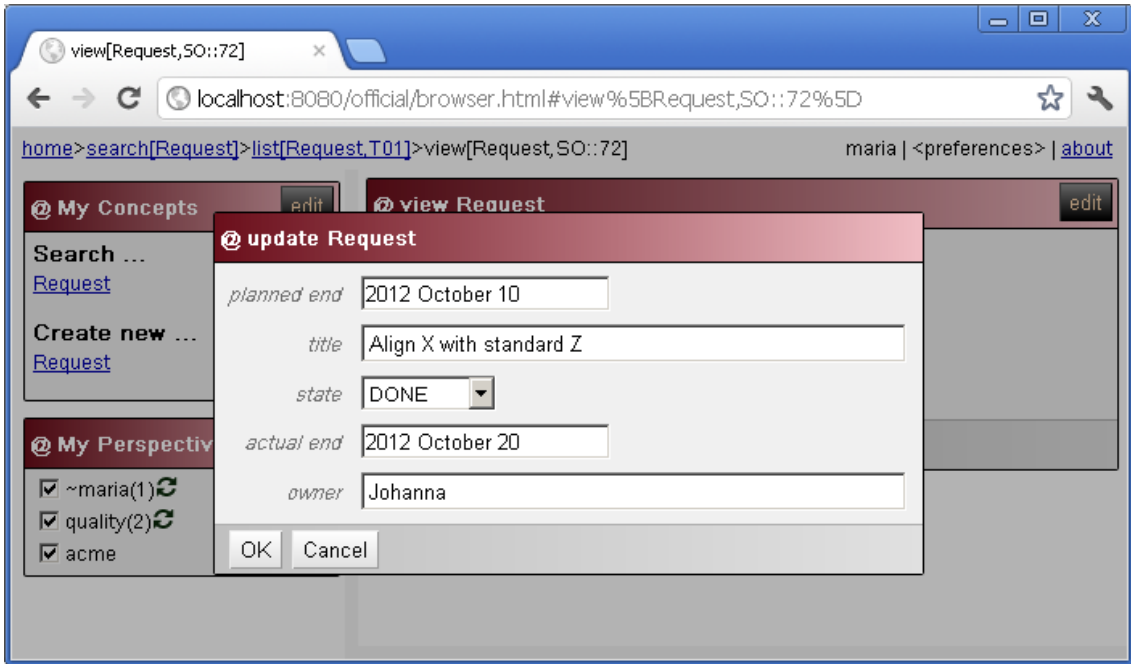 view[Request,SO::72]
localhost:8080/official/browser.html#view%5BRequest,SO::72%5D
home>search[Request]>list[Request,T01]>view[Request,SO::72] maria | <preferences> | about
@ My Concepts edit
@ view Request edit
Search ...
Request
Create new ...
Request
@ My Perspectiv
~maria(1)
quality(2)
acme
@ update Request
planned end 2012 October 10
title Align X with standard Z
state DONE
actual end 2012 October 20
owner Johanna
OK Cancel